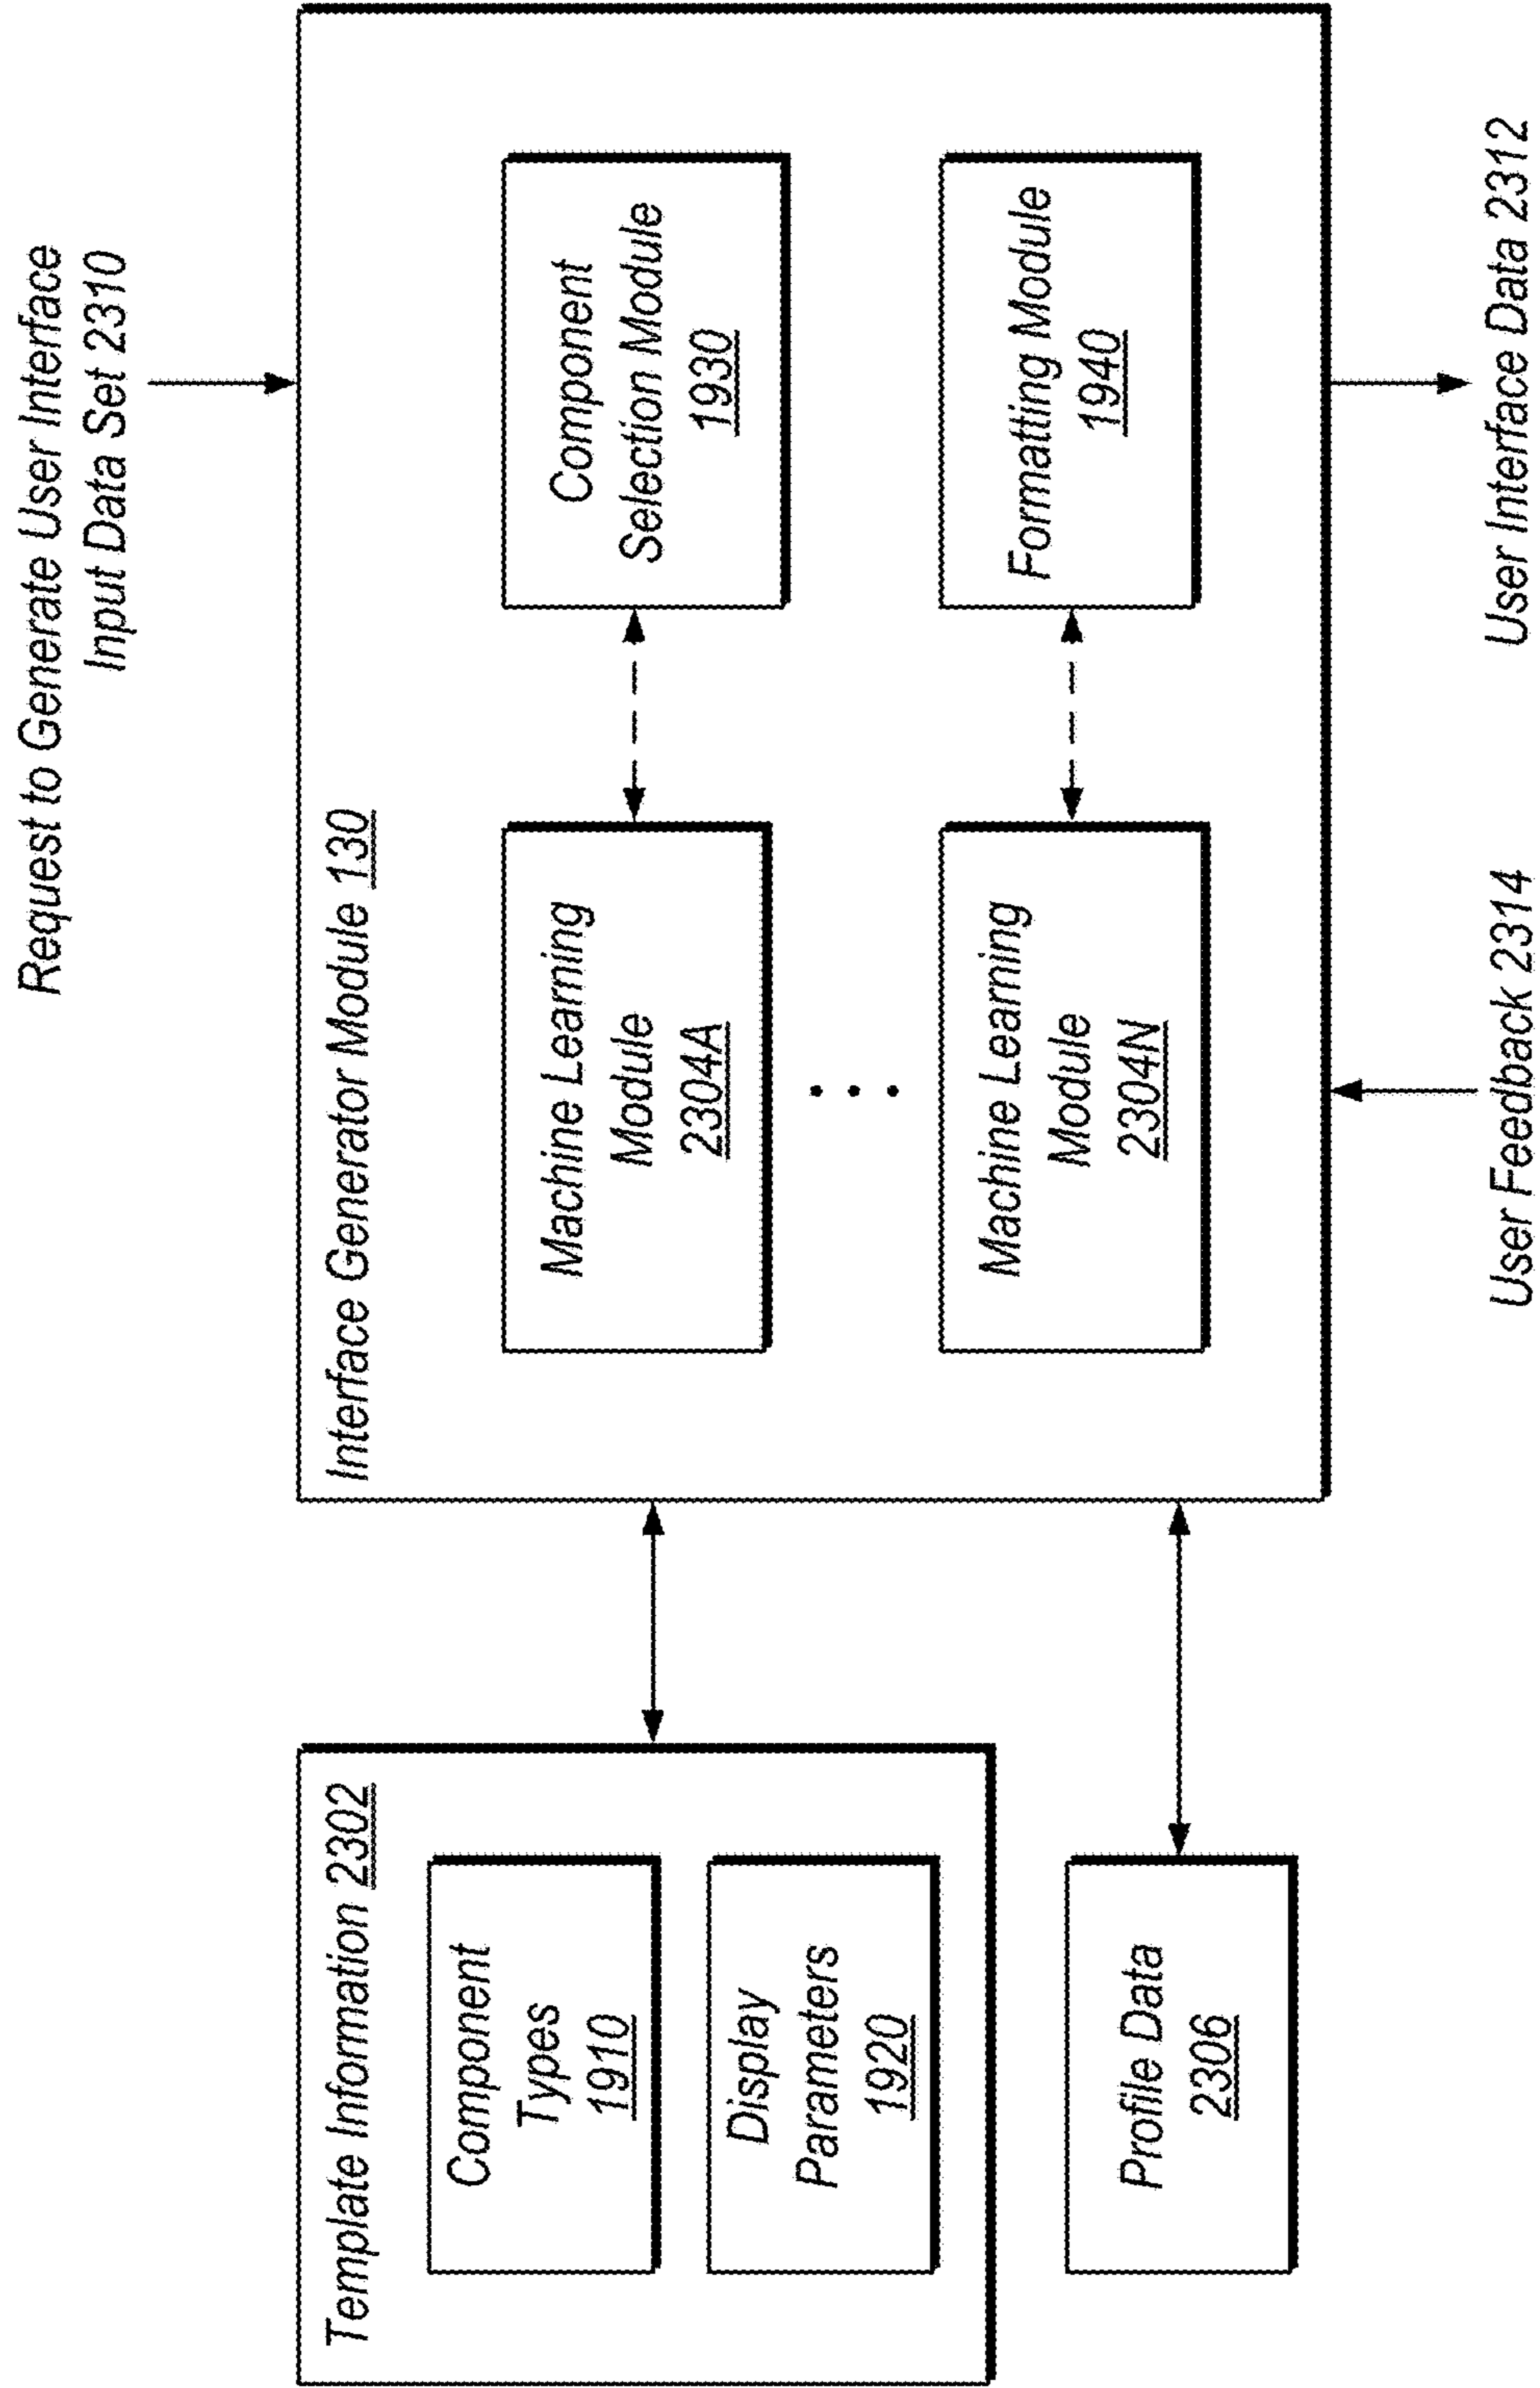 Request to Generate User Interface
Input Data Set 2310
Template Information 2302
Component
Types
1910
Display
Parameters
1920
Profile Data
2306
Interface Generator Module 130
Machine Learning
Module
2304A
Component
Selection Module
1930
Machine Learning
Module
2304N
Formatting Module
1940
User Feedback 2314
User Interface Data 2312